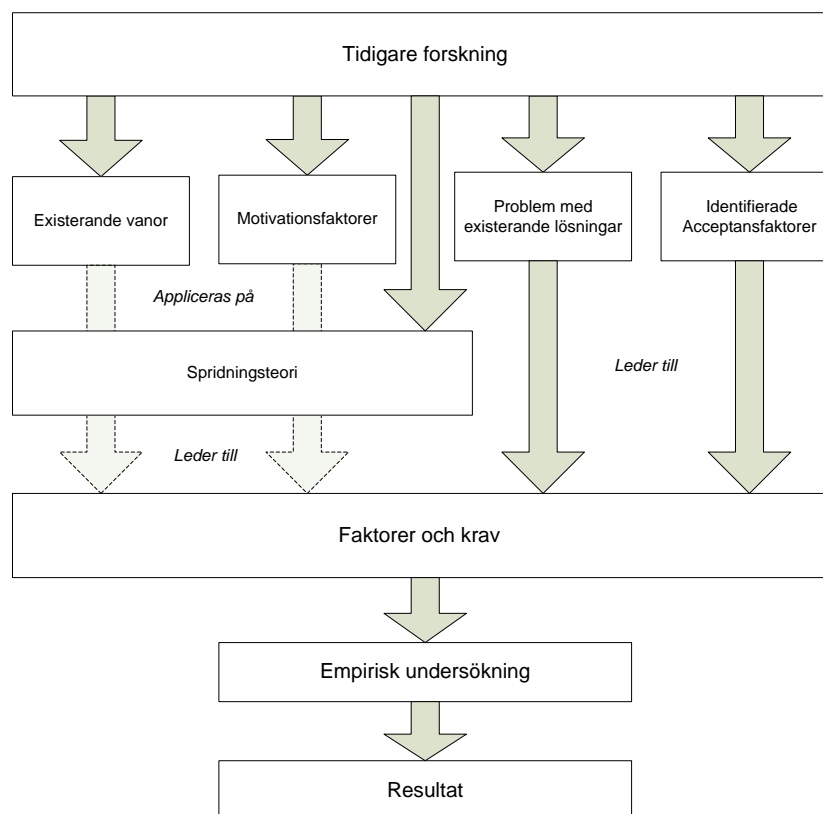 Tidigare forskning
Existerande vanor
Motivationsfaktorer
Problem med
existerande lösningar
Identifierade
Acceptansfaktorer
Appliceras på
Spridningsteori
Leder till
Leder till
Faktorer och krav
Empirisk undersökning
Resultat